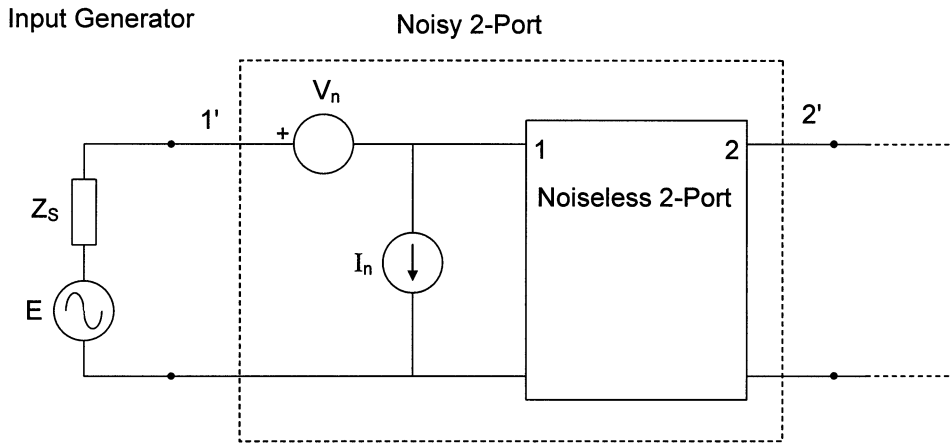 Input Generator
Noisy 2-Port
Vn
1'
+
2'
1
2
Noiseless 2-Port
ZS
In
E